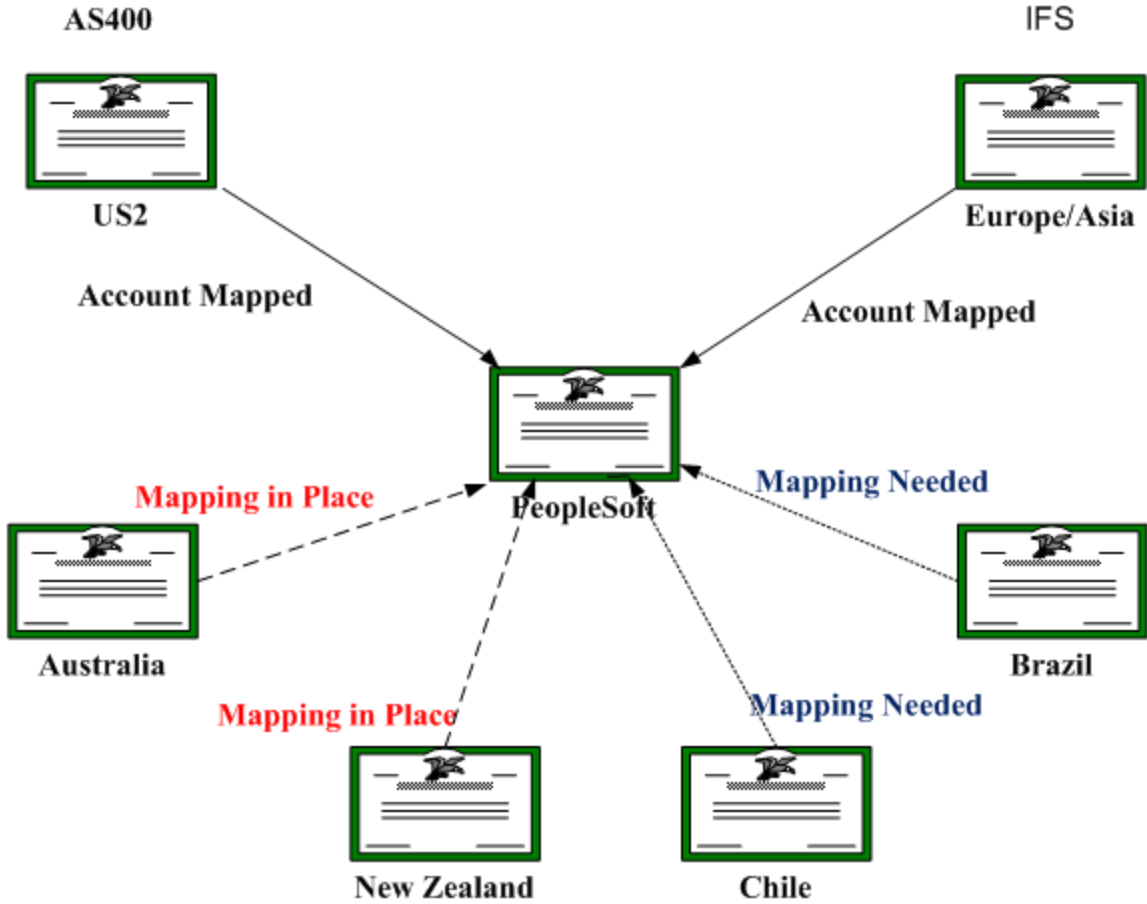 AS400
IFS
US2
Europe/Asia
Account Mapped
Account Mapped
Mapping Needed
Mapping in Place
PeopleSoft
Australia
Brazil
Mapping Needed
Mapping in Place
New Zealand
Chile